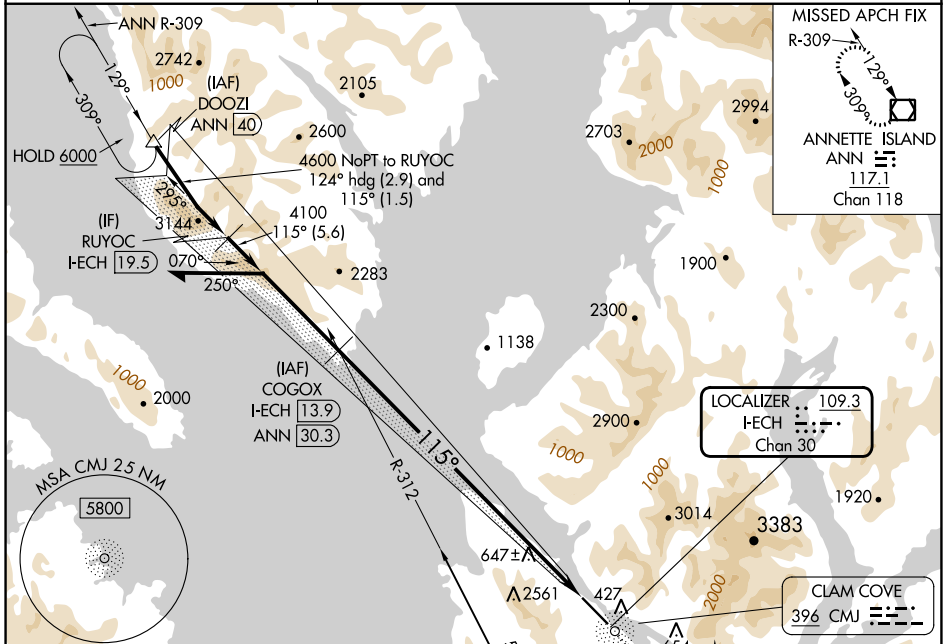 ANN R-309
2742
1000
129°
309°
HOLD 6000
(IAF)
DOOZI
ANN 40
2105
2600
4600 NoPT to RUYOC
124° hdg (2.9) and
115° (1.5)
295°
3144
4100
115° (5.6)
(IF)
RUYOC
I-ECH 19.5
070°
250°
2283
2703
2000
2994
1000
MISSED APCH FIX
R-309
129°
309°
ANNETTE ISLAND
ANN
117.1
Chan 118
1900
2300
1138
(IAF)
COGOX
I-ECH 13.9
ANN 30.3
1000
2000
115°
R-312
2900
1000
1000
LOCALIZER 109.3
I-ECH
Chan 30
1920
3014
3383
2000
MSA CMJ 25 NM
5800
647±
2561
427
CLAM COVE
396 CMJ